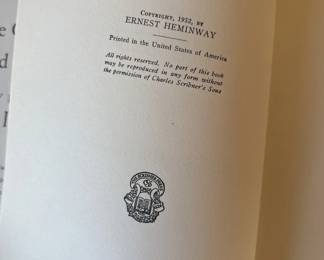 COPYRIGHT, 1952, BY
ERNEST HEMINWAY
Printed in the United States of America
All rights reserved. No part of this book
may be reproduced in any form without
the permission of Charles Scribner's Sons